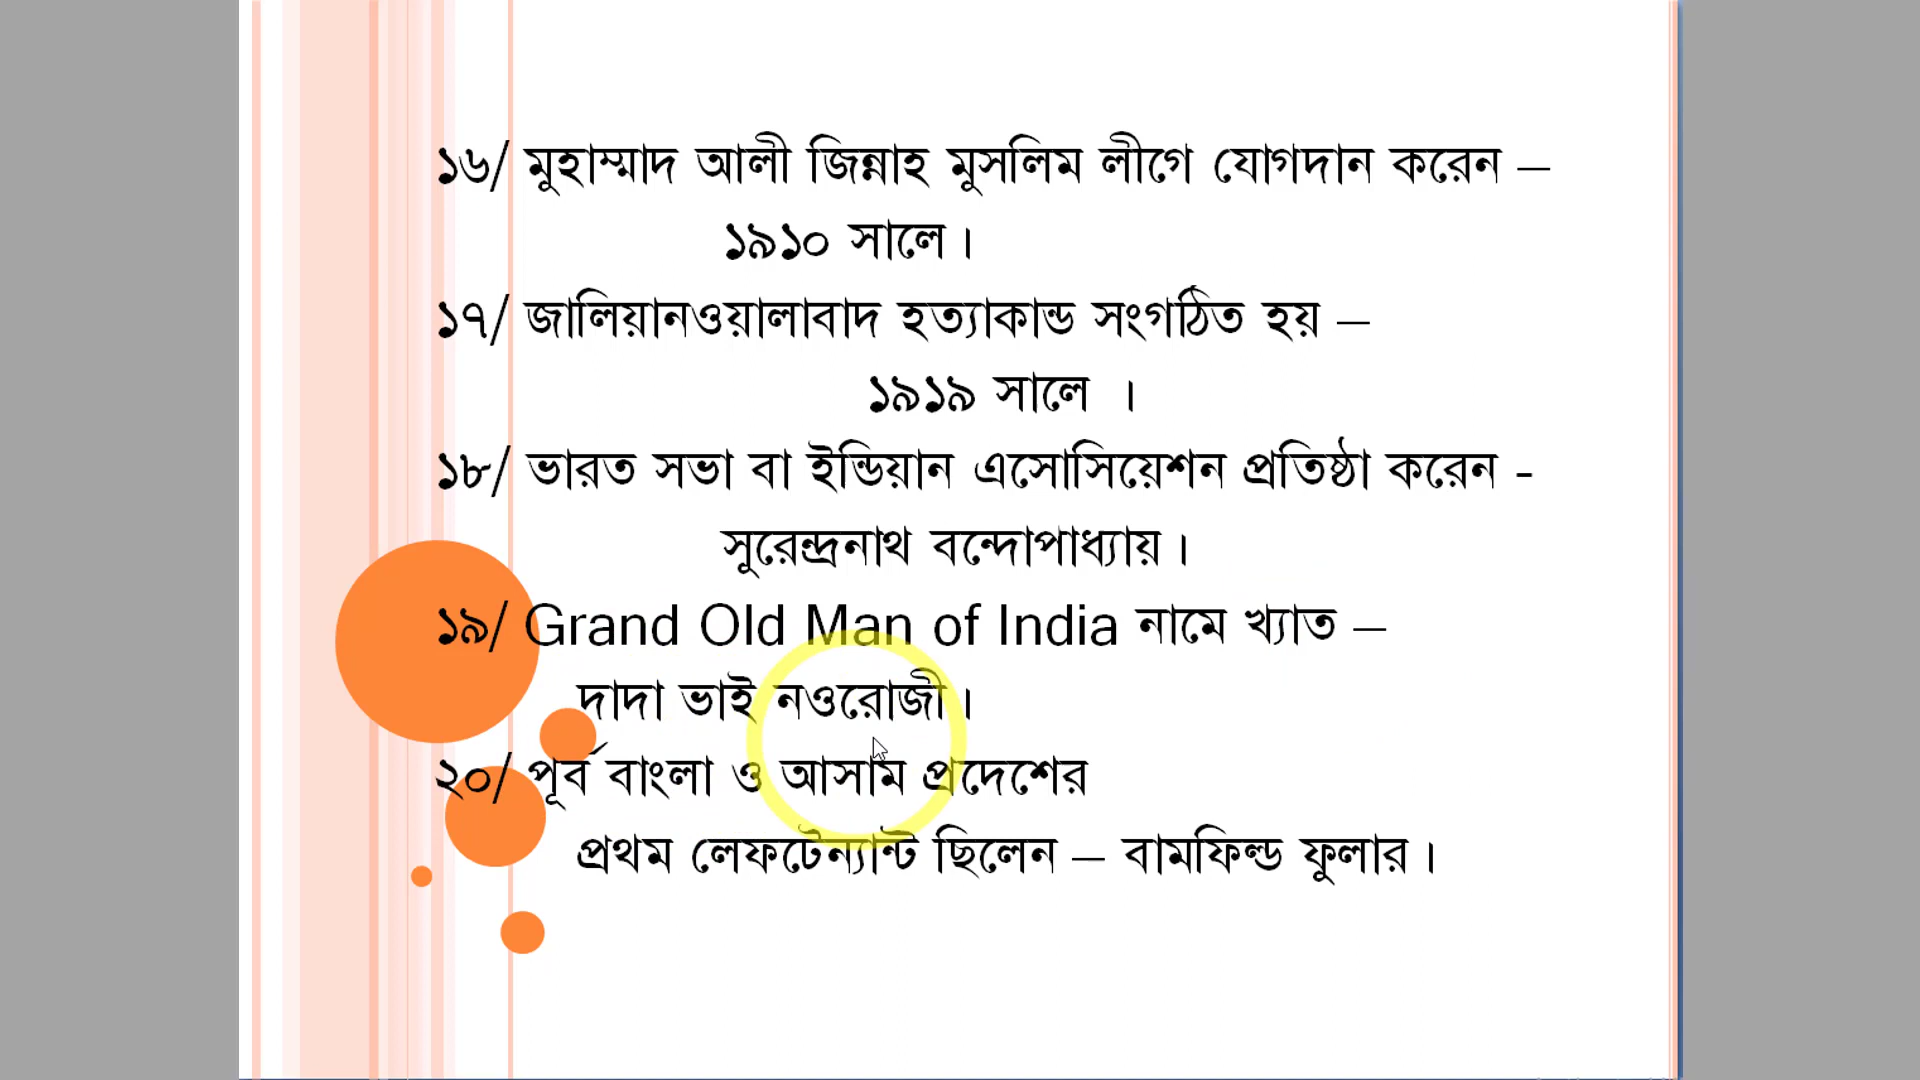 ১৬/ মুহাম্মাদ আলী জিন্নাহ মুসলিম লীগে যোগদান করেন –
১৯১০ সালে।
১৭/ জালিয়ানওয়ালাবাদ হত্যাকান্ড সংগঠিত হয় –
১৯১৯ সালে ।
১৮/ ভারত সভা বা ইন্ডিয়ান এসোসিয়েশন প্রতিষ্ঠা করেন -
সুরেন্দ্রনাথ বন্দোপাধ্যায়।
১৯/ Grand Old Man of India নামে খ্যাত –
দাদা ভাই নওরোজী।
২০/ পূর্ব বাংলা ও আসাম প্রদেশের
প্রথম লেফটেন্যান্ট ছিলেন – বামফিল্ড ফুলার।